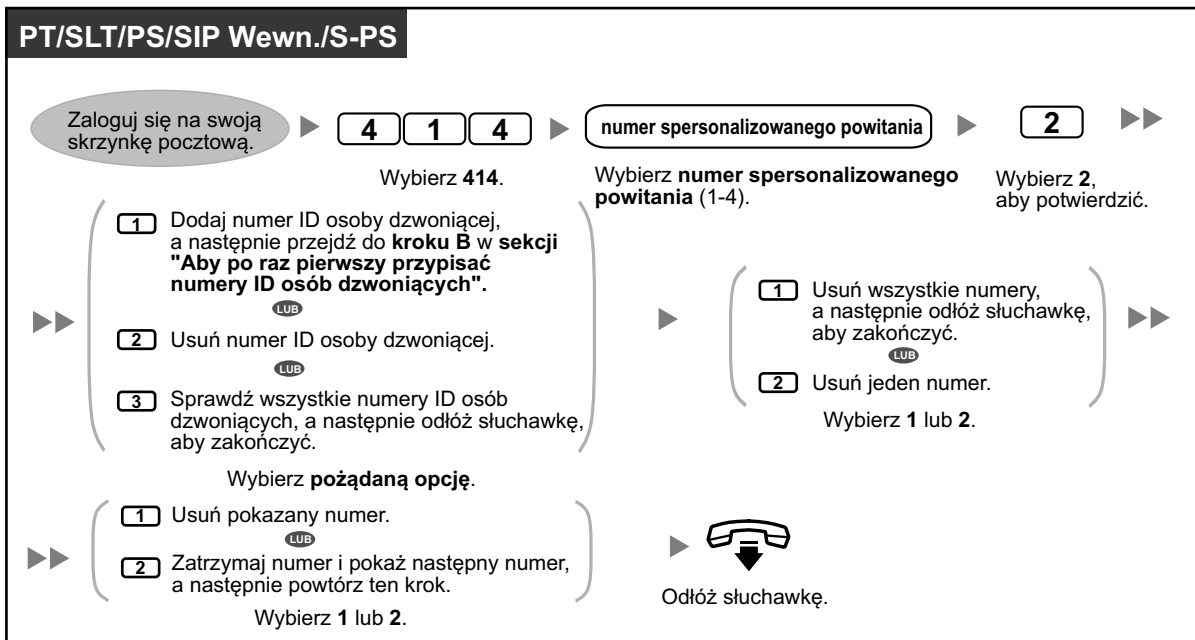 PT/SLT/PS/SIP Wewn./S-PS
Zaloguj się na swoją
skrzynkę pocztową.
4 1 4
Wybierz 414.
numer spersonalizowanego powitania
Wybierz numer spersonalizowanego
powitania (1-4).
2
Wybierz 2,
aby potwierdzić.
1 Dodaj numer ID osoby dzwoniącej,
a następnie przejdź do kroku B w sekcji
"Aby po raz pierwszy przypisać
numery ID osób dzwoniących".
LUB
2 Usuń numer ID osoby dzwoniącej.
LUB
3 Sprawdź wszystkie numery ID osób
dzwoniących, a następnie odłóż słuchawkę,
aby zakończyć.
Wybierz pożądaną opcję.
1 Usuń wszystkie numery,
a następnie odłóż słuchawkę,
aby zakończyć.
LUB
2 Usuń jeden numer.
Wybierz 1 lub 2.
1 Usuń pokazany numer.
LUB
2 Zatrzymaj numer i pokaż następny numer,
a następnie powtórz ten krok.
Wybierz 1 lub 2.
Odłóż słuchawkę.